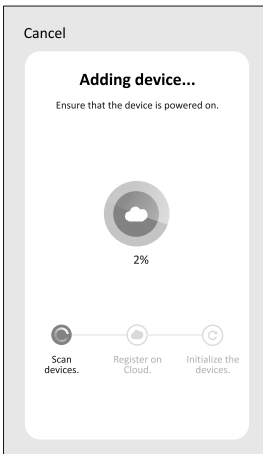 Cancel
Adding device...
Ensure that the device is powered on.
2%
Scan
devices.
Register on
Cloud.
Initialize the
devices.